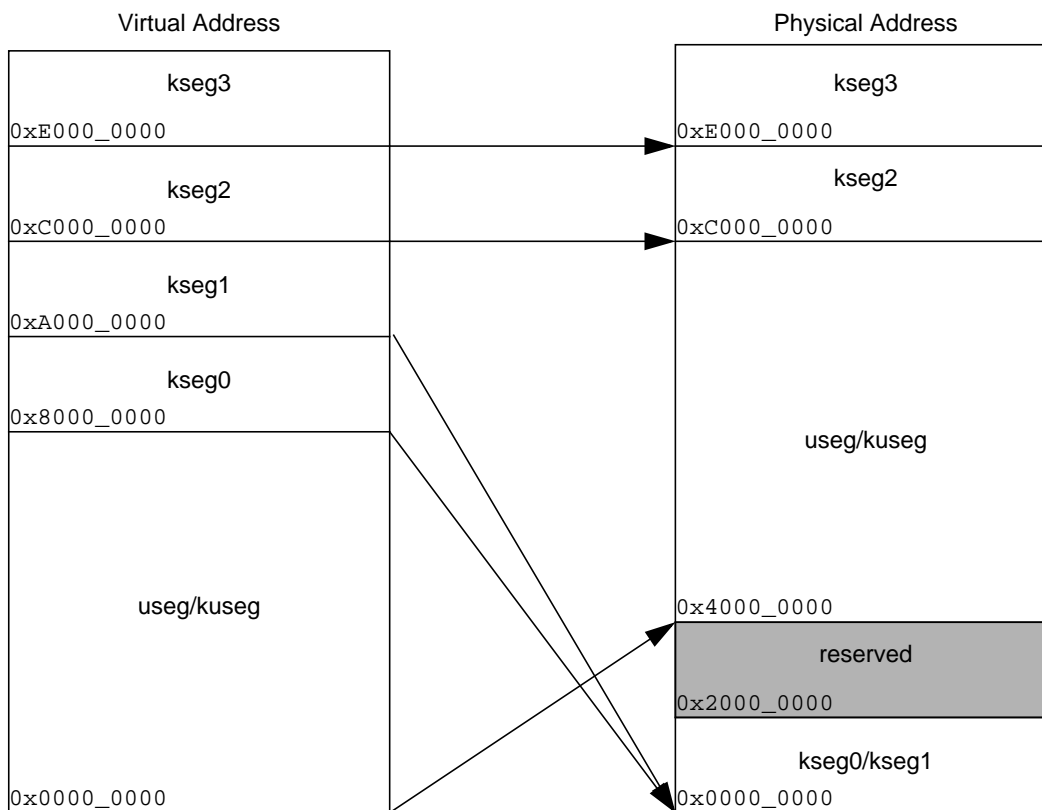 Virtual Address
kseg3
0xE000_0000
kseg2
0xC000_0000
kseg1
0xA000_0000
kseg0
0x8000_0000
useg/kuseg
0x0000_0000
Physical Address
kseg3
0xE000_0000
kseg2
0xC000_0000
useg/kuseg
0x4000_0000
reserved
0x2000_0000
kseg0/kseg1
0x0000_0000